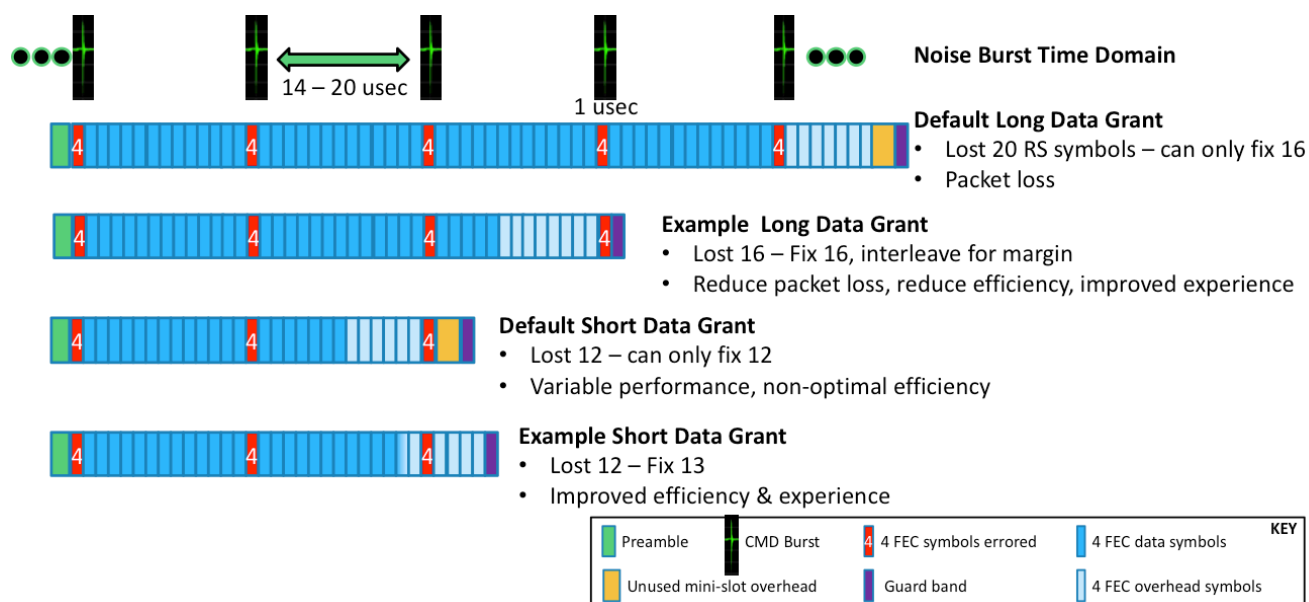 Noise Burst Time Domain
14 – 20 usec
1 usec
Default Long Data Grant
4 4 4 4 4
• Lost 20 RS symbols – can only fix 16
• Packet loss
Example Long Data Grant
4 4 4 4
• Lost 16 – Fix 16, interleave for margin
• Reduce packet loss, reduce efficiency, improved experience
Default Short Data Grant
4 4 4
• Lost 12 – can only fix 12
• Variable performance, non-optimal efficiency
Example Short Data Grant
4 4 4
• Lost 12 – Fix 13
• Improved efficiency & experience
KEY
Preamble
CMD Burst
4 4 FEC symbols errored
4 FEC data symbols
Unused mini-slot overhead
Guard band
4 FEC overhead symbols